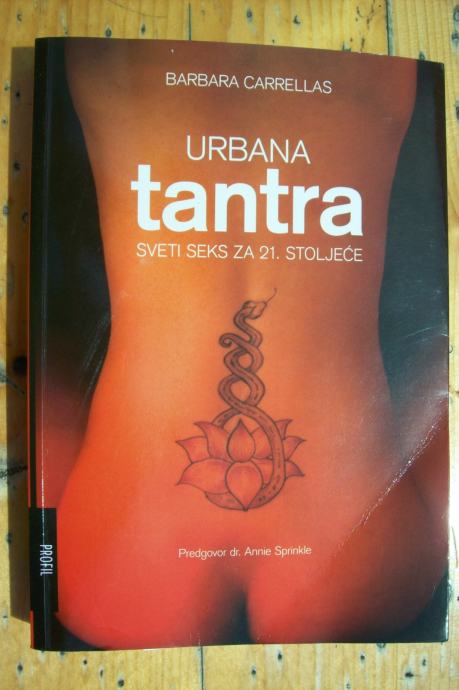 BARBARA CARRELLAS
URBANA
tantra
SVETI SEKS ZA 21. STOLJEĆE
Predgovor dr. Annie Sprinkle
PROFIL